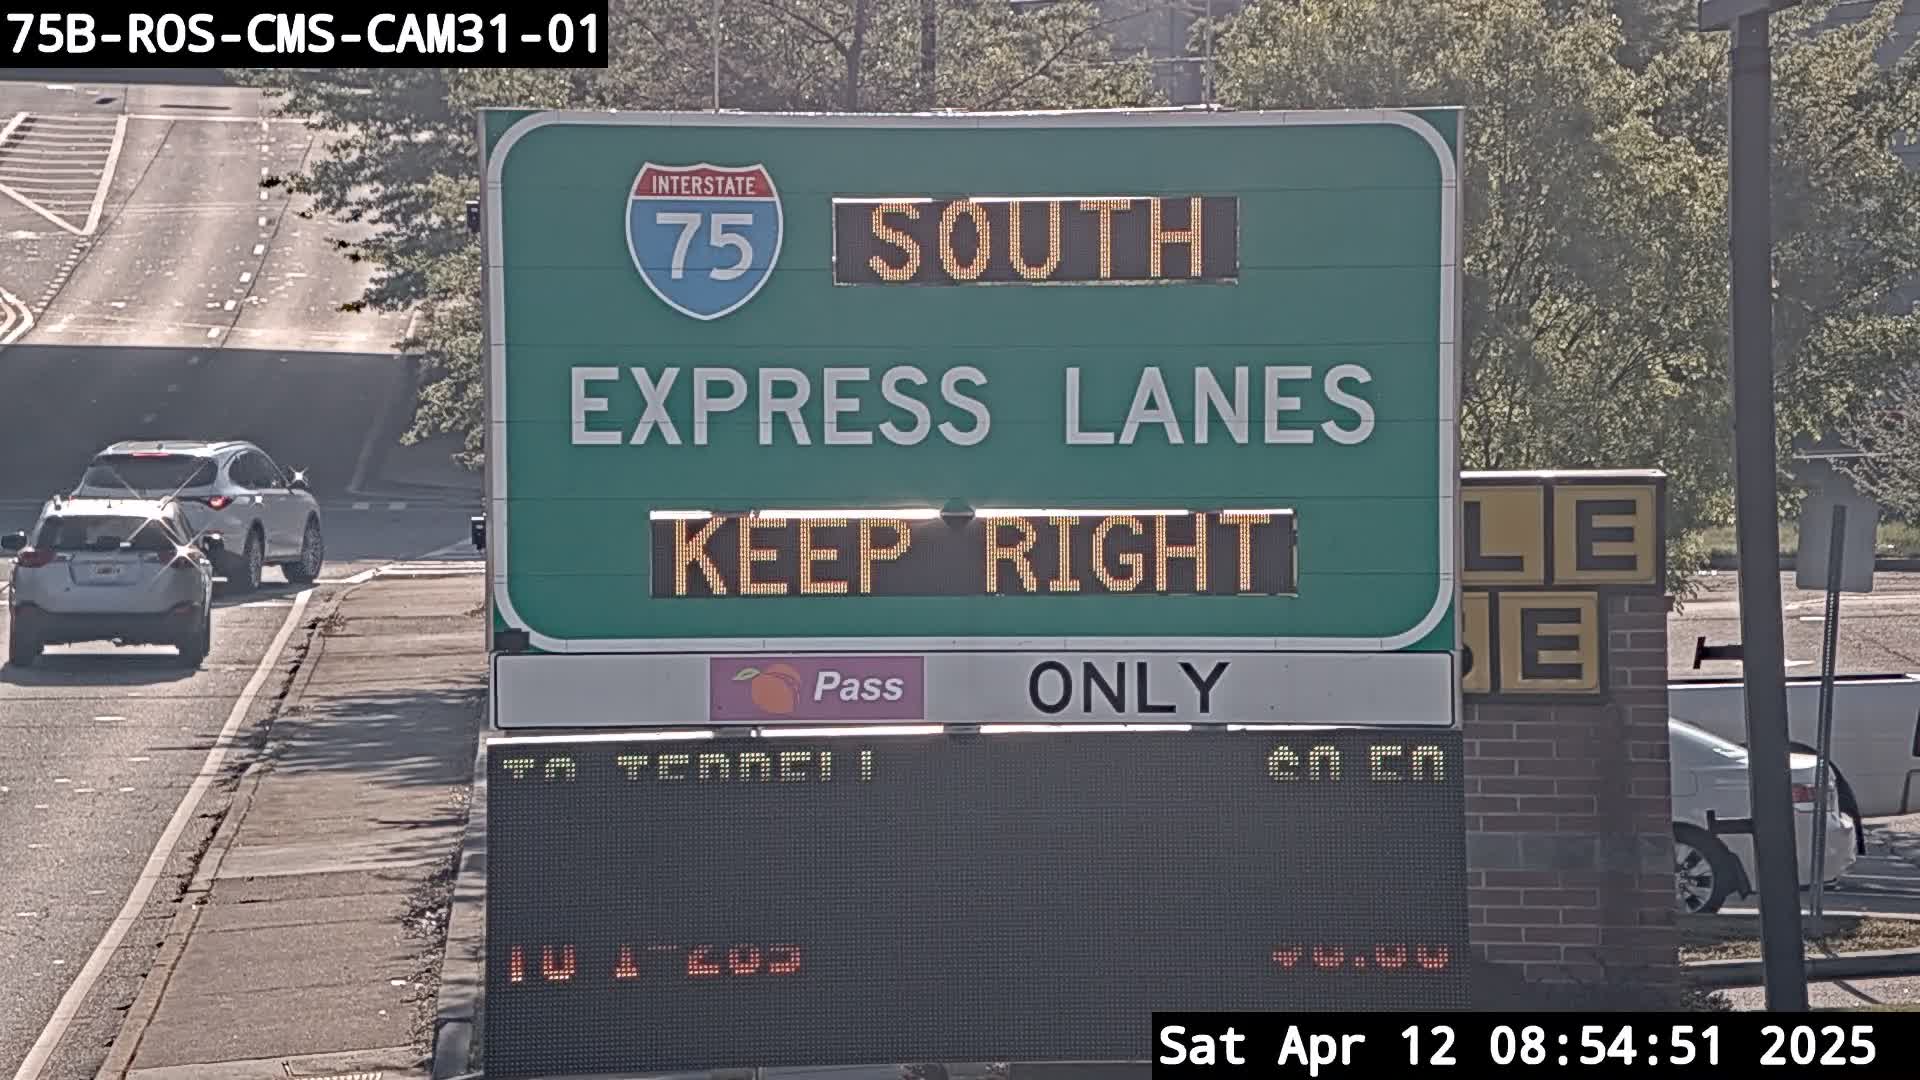 75B-ROS-CMS-CAM31-01
INTERSTATE
75
SOUTH
EXPRESS LANES
KEEP RIGHT
Pass ONLY
LE
E
Sat Apr 12 08:54:51 2025